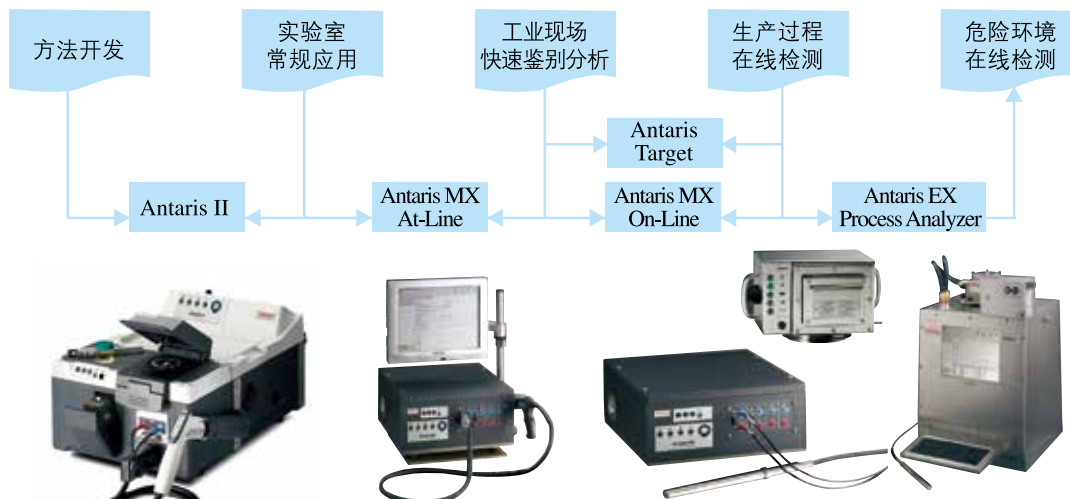 方法开发
实验室
常规应用
工业现场
快速鉴别分析
生产过程
在线检测
危险环境
在线检测
Antaris
Target
Antaris II
Antaris MX
At-Line
Antaris MX
On-Line
Antaris EX
Process Analyzer